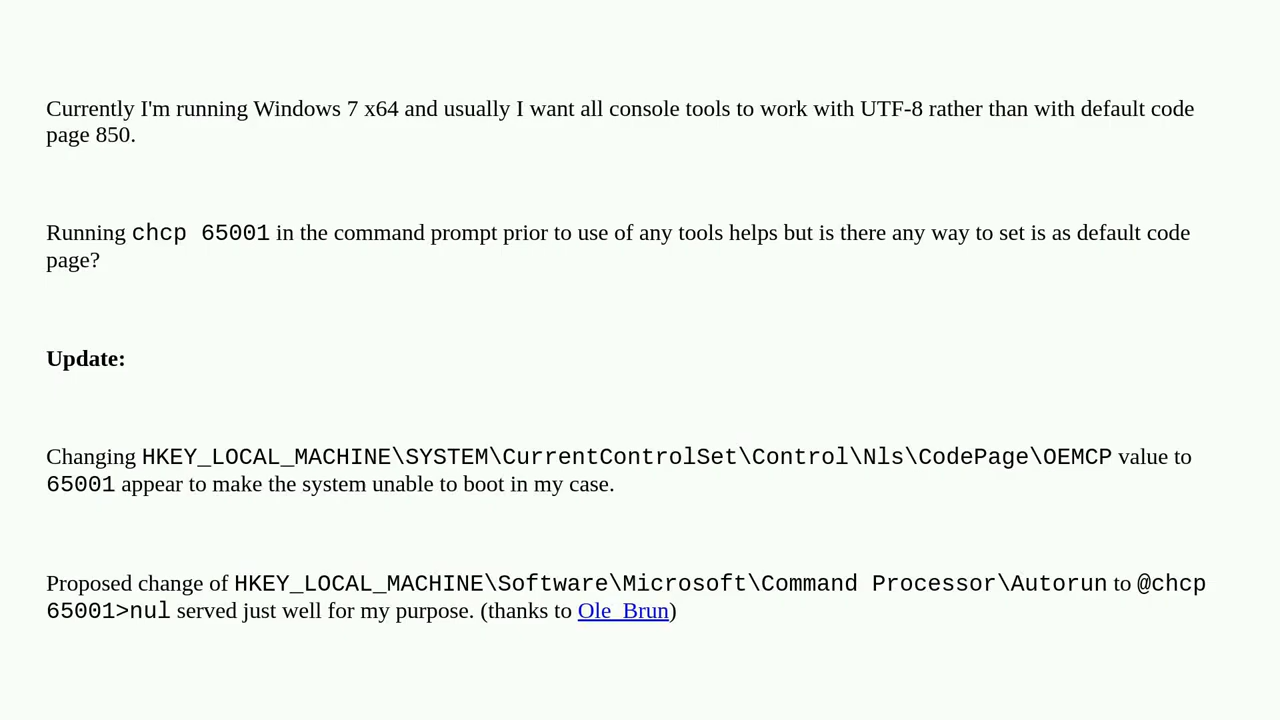 Currently I'm running Windows 7 x64 and usually I want all console tools to work with UTF-8 rather than with default code
page 850.
Running chcp 65001 in the command prompt prior to use of any tools helps but is there any way to set is as default code
page?
Update:
Changing HKEY_LOCAL_MACHINE\SYSTEM\CurrentControlSet\Control\Nls\CodePage\OEMCP value to
65001 appear to make the system unable to boot in my case.
Proposed change of HKEY_LOCAL_MACHINE\Software\Microsoft\Command Processor\Autorun to @chcp
65001>nul served just well for my purpose. (thanks to Ole_Brun)